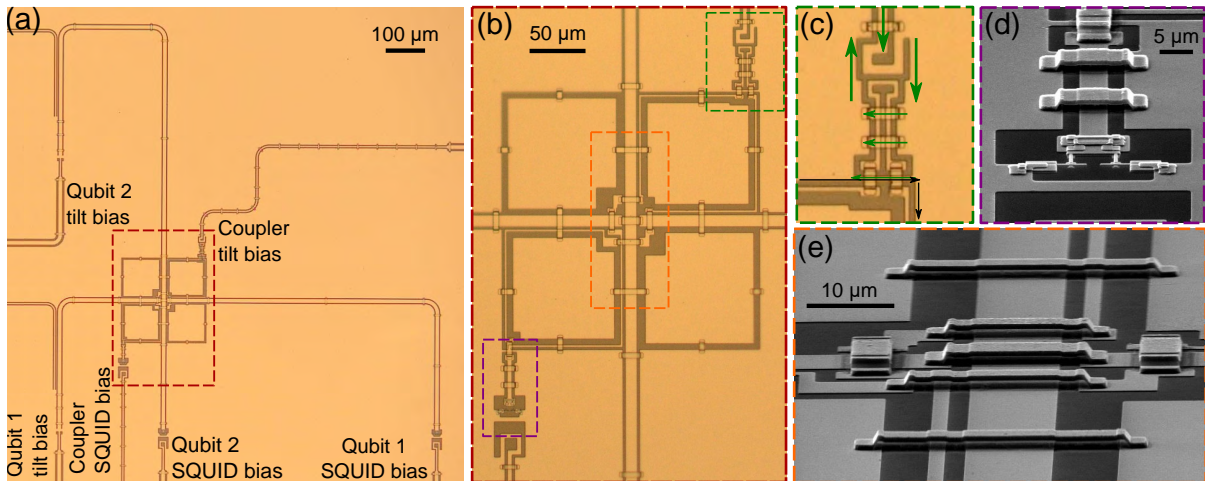 (a)
100 µm
Qubit 2
tilt bias
Coupler
tilt bias
Qubit 1
tilt bias
Coupler
SQUID bias
Qubit 2
SQUID bias
Qubit 1
SQUID bias
(b)
50 µm
(c)
(d)
5 µm
(e)
10 µm